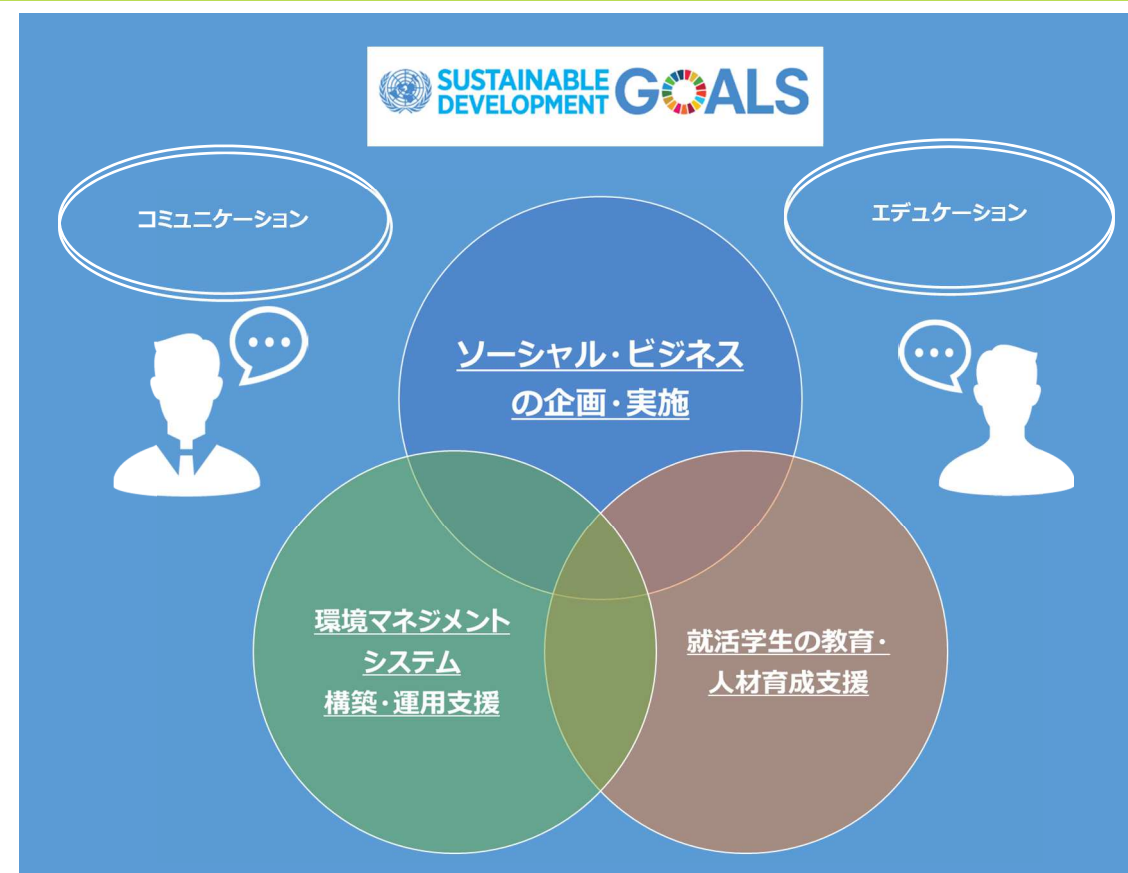 SUSTAINABLE
DEVELOPMENT
GOALS
コミュニケーション
エデュケーション
ソーシャル・ビジネス
の企画・実施
環境マネジメント
システム
構築・運用支援
就活学生の教育・
人材育成支援